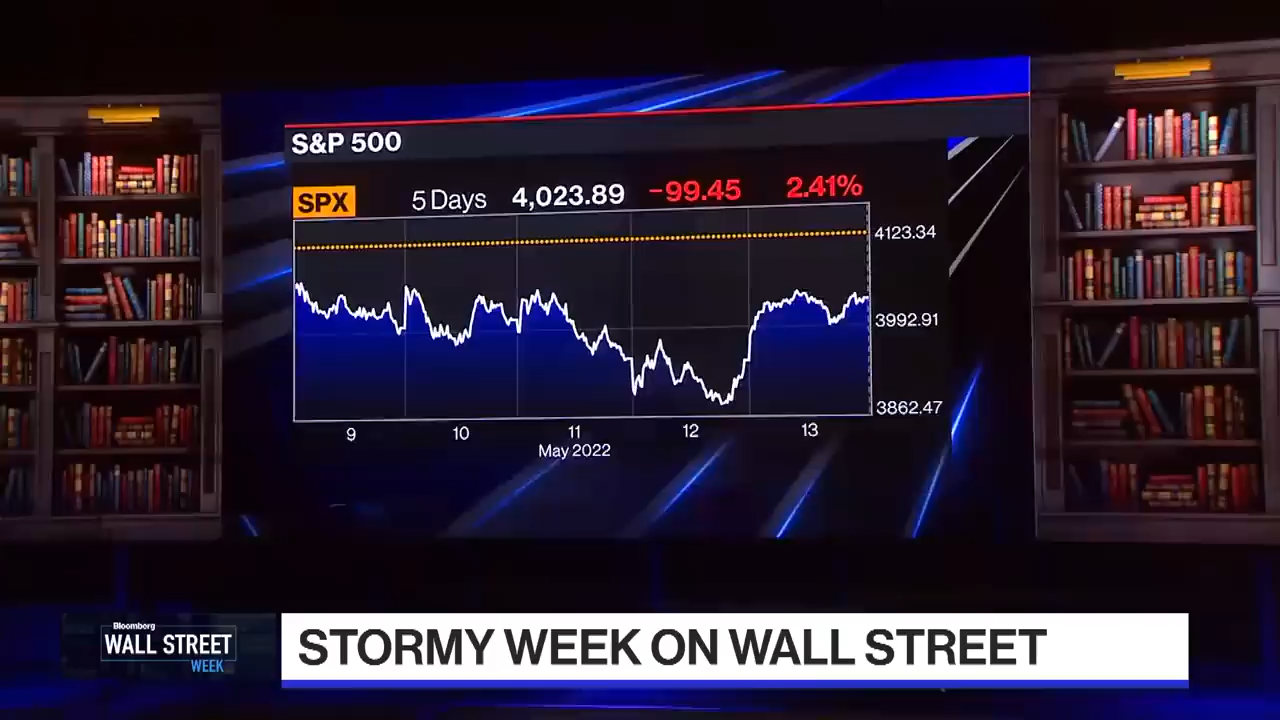 S&P 500
SPX 5 Days 4,023.89 −99.45 2.41%
4123.34
3992.91
3862.47
9 10 11 12 13
May 2022
Bloomberg
WALL STREET
WEEK
STORMY WEEK ON WALL STREET